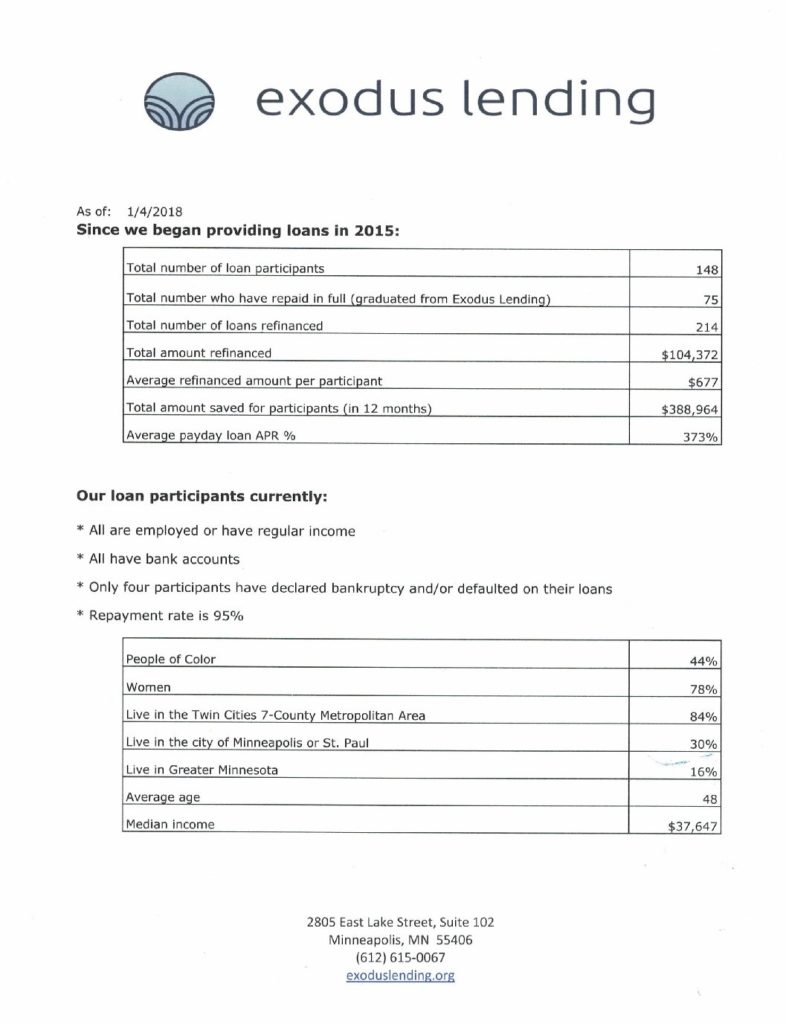 exodus lending
As of: 1/4/2018
Since we began providing loans in 2015:
Total number of loan participants 148
Total number who have repaid in full (graduated from Exodus Lending) 75
Total number of loans refinanced 214
Total amount refinanced $104,372
Average refinanced amount per participant $677
Total amount saved for participants (in 12 months) $388,964
Average payday loan APR % 373%
Our loan participants currently:
* All are employed or have regular income
* All have bank accounts
* Only four participants have declared bankruptcy and/or defaulted on their loans
* Repayment rate is 95%
People of Color 44%
Women 78%
Live in the Twin Cities 7-County Metropolitan Area 84%
Live in the city of Minneapolis or St. Paul 30%
Live in Greater Minnesota 16%
Average age 48
Median income $37,647
2805 East Lake Street, Suite 102
Minneapolis, MN 55406
(612) 615-0067
exoduslending.org